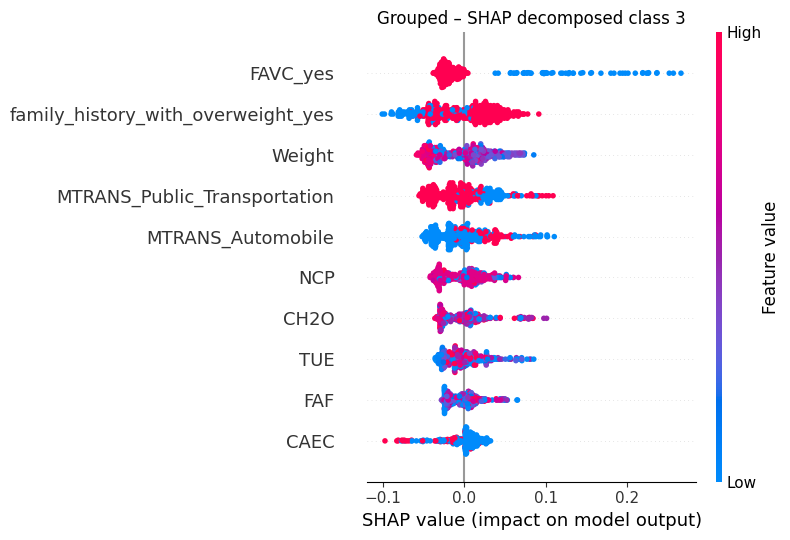 Grouped – SHAP decomposed class 3
High
FAVC_yes
family_history_with_overweight_yes
Weight
MTRANS_Public_Transportation
MTRANS_Automobile
NCP
CH2O
TUE
FAF
CAEC
Feature value
Low
−0.1 0.0 0.1 0.2
SHAP value (impact on model output)